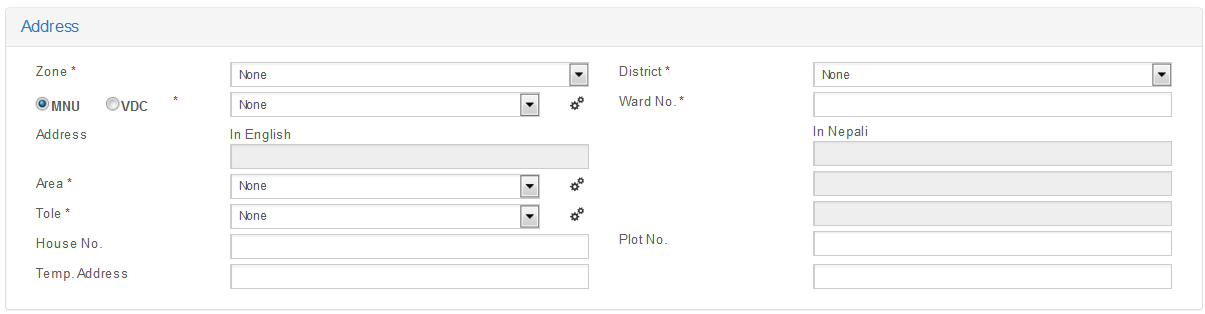 Address
Zone * None District * None
MNU VDC * None Ward No. *
Address In English In Nepali
Area * None
Tole * None
House No. Plot No.
Temp. Address